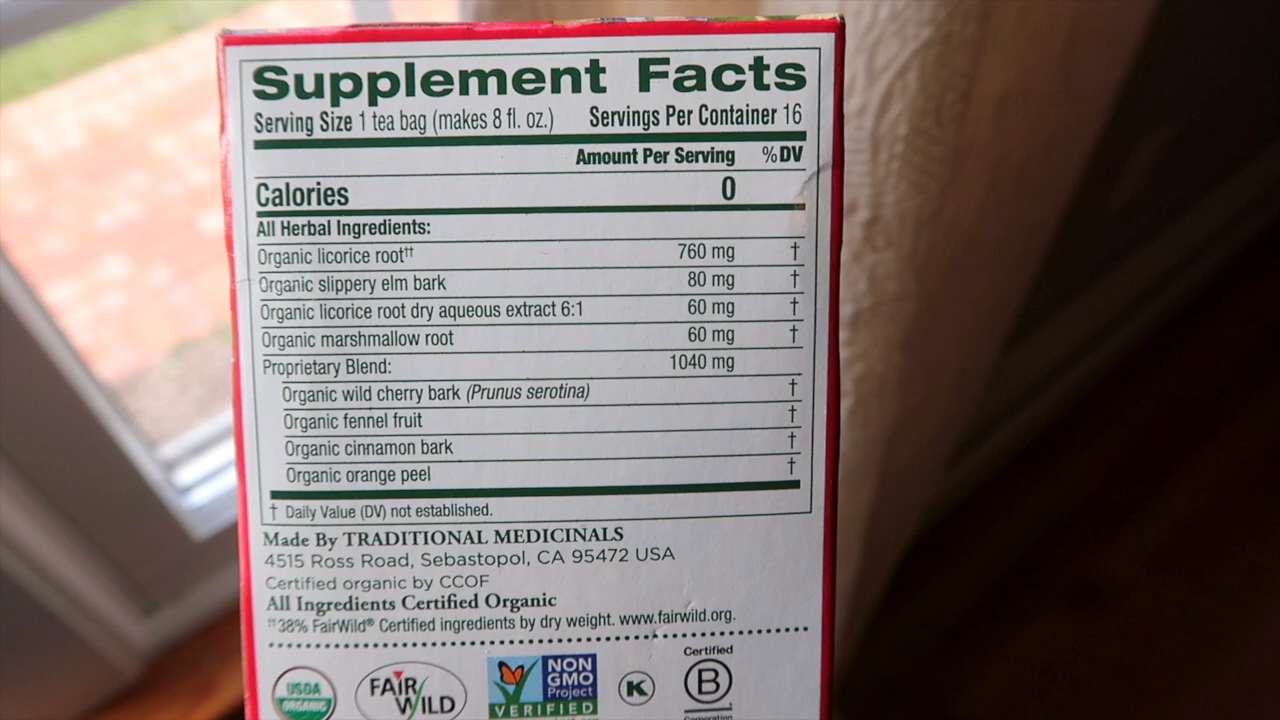 Supplement Facts
Serving Size 1 tea bag (makes 8 fl. oz.) Servings Per Container 16
Amount Per Serving %DV
Calories 0
All Herbal Ingredients:
Organic licorice root†† 760 mg †
Organic slippery elm bark 80 mg †
Organic licorice root dry aqueous extract 6:1 60 mg †
Organic marshmallow root 60 mg †
Proprietary Blend: 1040 mg
Organic wild cherry bark (Prunus serotina) †
Organic fennel fruit †
Organic cinnamon bark †
Organic orange peel †
† Daily Value (DV) not established.
Made By TRADITIONAL MEDICINALS
4515 Ross Road, Sebastopol, CA 95472 USA
Certified organic by CCOF
All Ingredients Certified Organic
††38% FairWild® Certified ingredients by dry weight. www.fairwild.org.
USDA
ORGANIC
FAIR
WILD
NON
GMO
Project
VERIFIED
K
Certified
B
Corporation